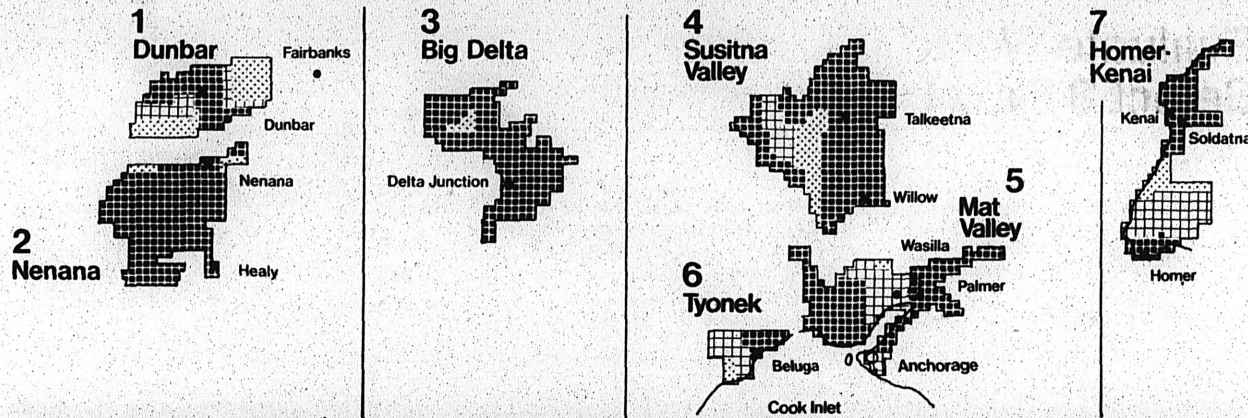 1
Dunbar
Fairbanks
Dunbar
Nenana
2
Nenana
Healy
3
Big Delta
Delta Junction
4
Susitna
Valley
Talkeetna
Willow
5
Mat
Valley
Wasilla
Palmer
6
Tyonek
Beluga
Anchorage
Cook Inlet
7
Homer-
Kenai
Kenai
Soldatna
Homer